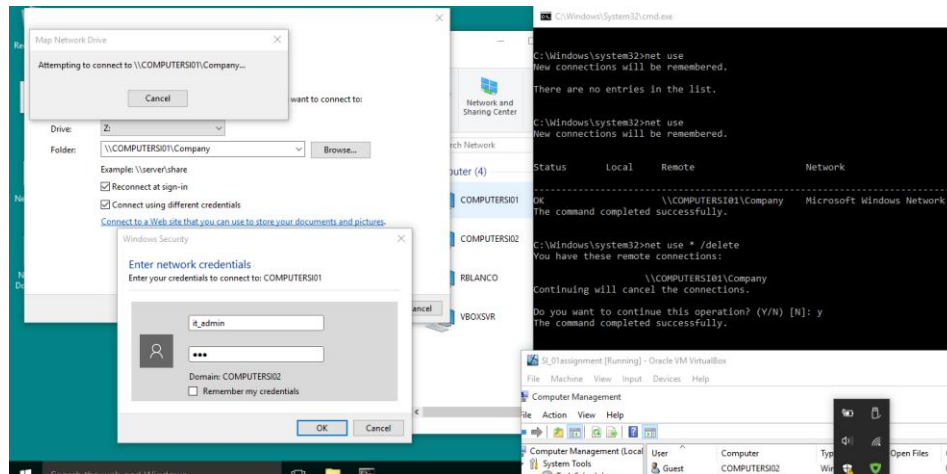 Map Network Drive
Attempting to connect to \\COMPUTERSI01\Company...
Cancel
want to connect to:
Drive: Z:
Folder: \\COMPUTERSI01\Company Browse...
Example: \\server\share
Reconnect at sign-in
Connect using different credentials
Connect to a Web site that you can use to store your documents and pictures.
Windows Security
Enter network credentials
Enter your credentials to connect to: COMPUTERSI01
it_admin
•••
Domain: COMPUTERSI02
Remember my credentials
OK Cancel
Network and
Sharing Center
Network
(4)
COMPUTERSI01
COMPUTERSI02
RBLANCO
VBOXSVR
C:\Windows\System32\cmd.exe
C:\Windows\system32>net use
New connections will be remembered.
There are no entries in the list.
C:\Windows\system32>net use
New connections will be remembered.
Status Local Remote Network
-------------------------------------------------------------------------------
OK \\COMPUTERSI01\Company Microsoft Windows Network
The command completed successfully.
C:\Windows\system32>net use * /delete
You have these remote connections:
\\COMPUTERSI01\Company
Continuing will cancel the connections.
Do you want to continue this operation? (Y/N) [N]: y
The command completed successfully.
SI_01assignment [Running] - Oracle VM VirtualBox
File Machine View Input Devices Help
Computer Management
File Action View Help
Computer Management (Local
System Tools
User Computer Open Files
Guest COMPUTERSI02
Search the web and Windows